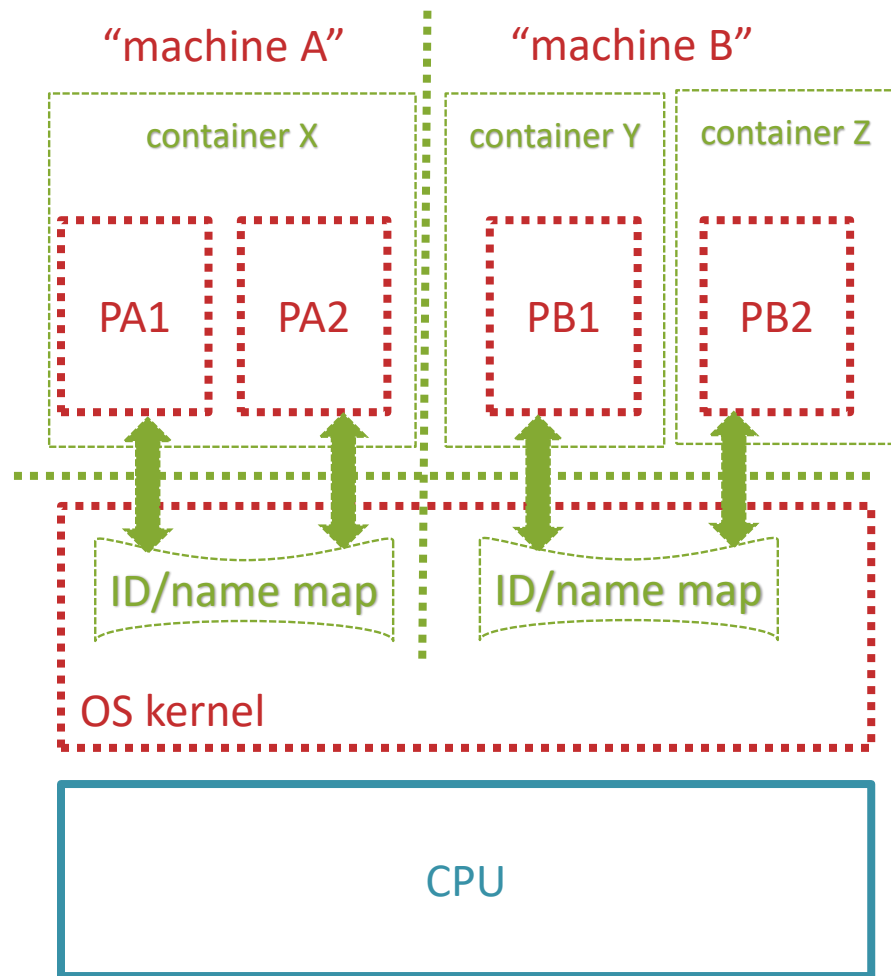 “machine A”
“machine B”
container X
container Y
container Z
PA1
PA2
PB1
PB2
ID/name map
ID/name map
OS kernel
CPU